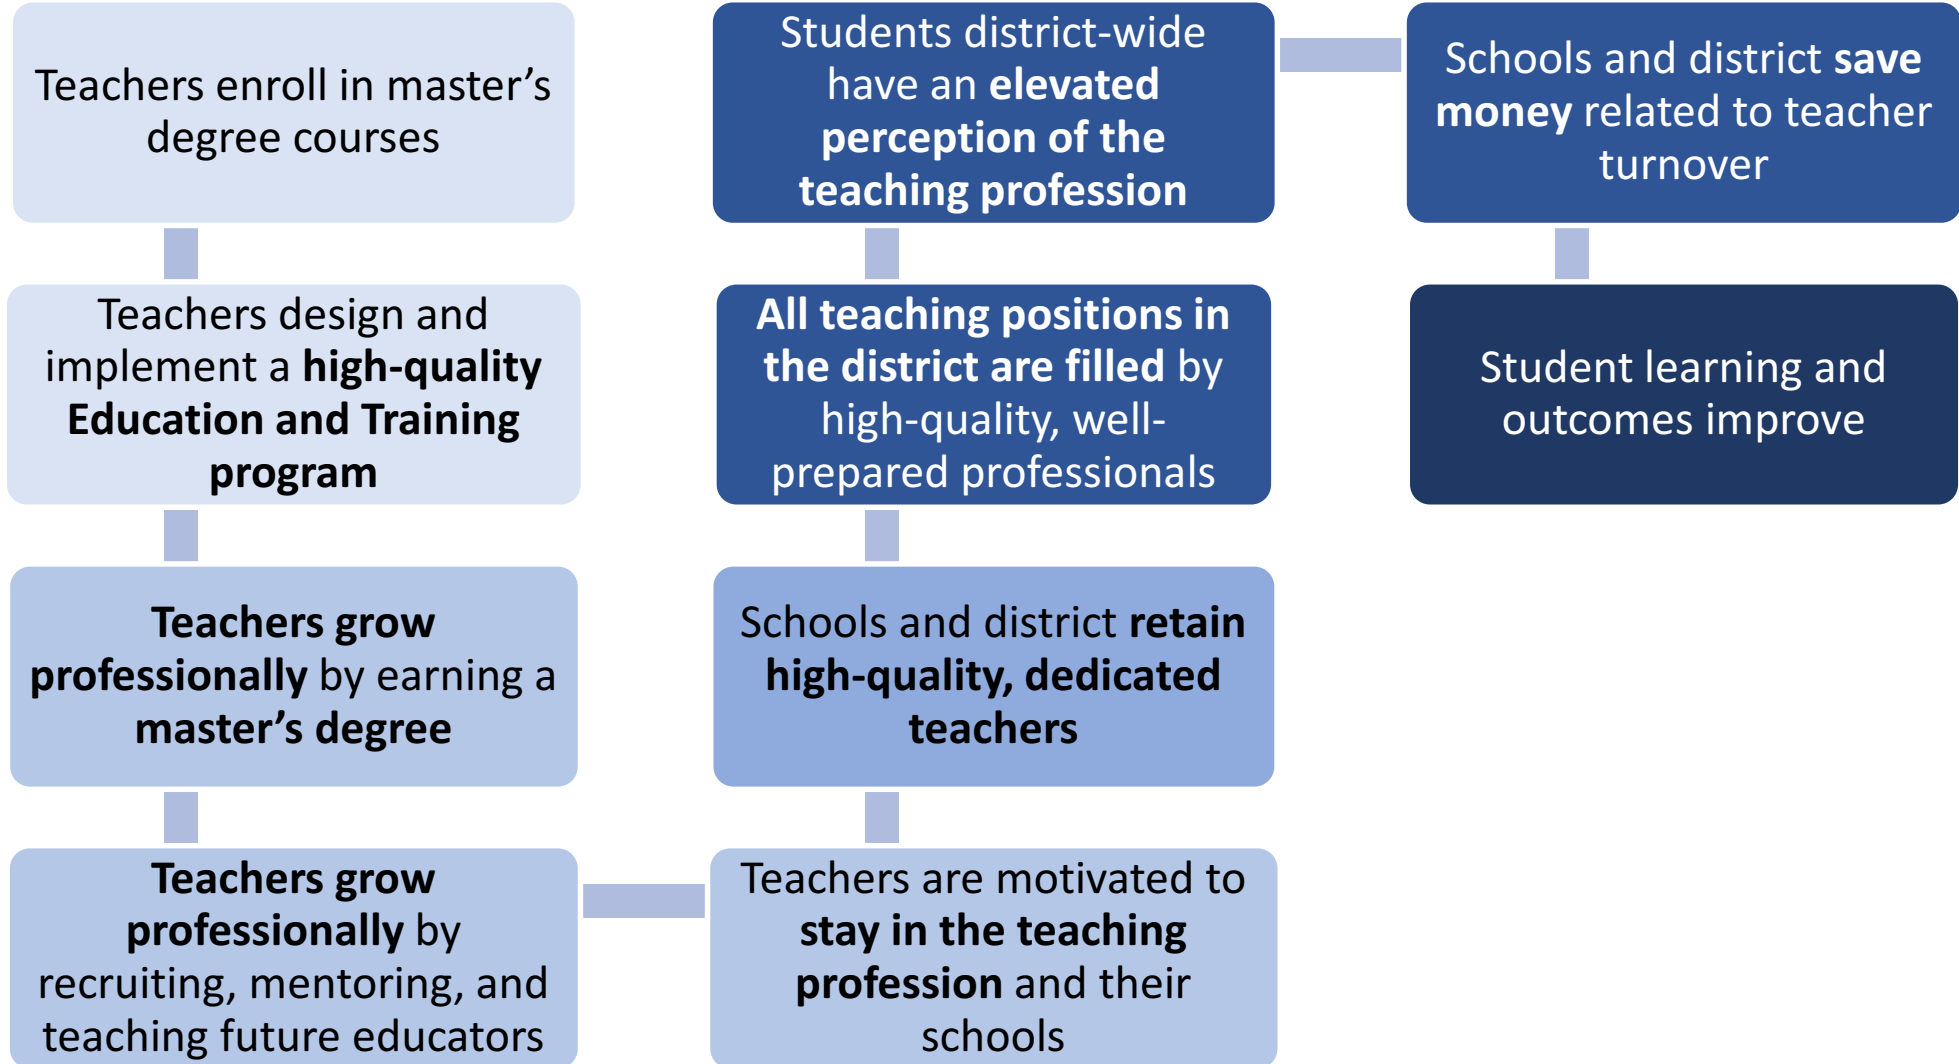 Teachers enroll in master’s
degree courses
Teachers design and
implement a high-quality
Education and Training
program
Teachers grow
professionally by earning a
master’s degree
Teachers grow
professionally by
recruiting, mentoring, and
teaching future educators
Teachers are motivated to
stay in the teaching
profession and their
schools
Schools and district retain
high-quality, dedicated
teachers
All teaching positions in
the district are filled by
high-quality, well-
prepared professionals
Students district-wide
have an elevated
perception of the
teaching profession
Schools and district save
money related to teacher
turnover
Student learning and
outcomes improve